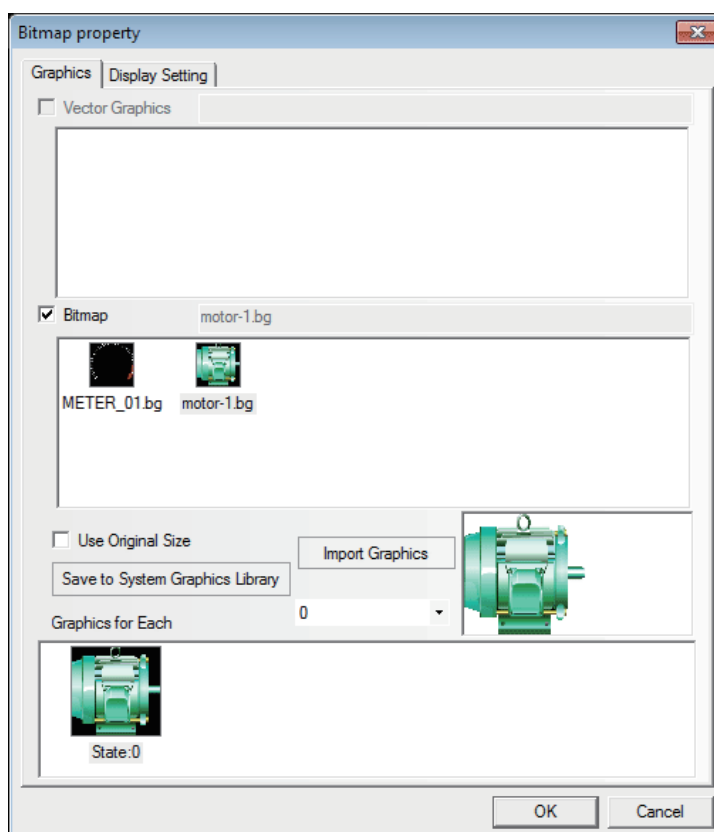 Bitmap property
Graphics Display Setting
Vector Graphics
Bitmap motor-1.bg
METER_01.bg motor-1.bg
Use Original Size
Import Graphics
Save to System Graphics Library
0
Graphics for Each
State:0
OK Cancel